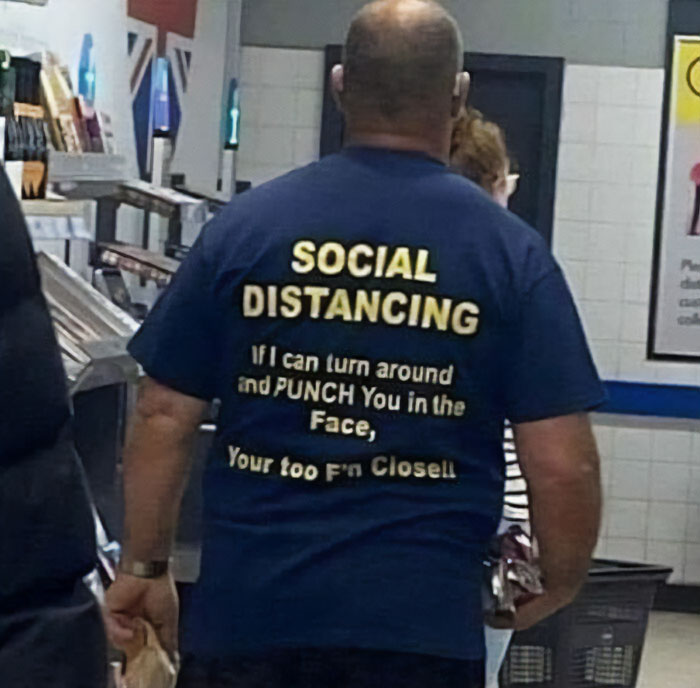 SOCIAL
DISTANCING
If I can turn around
and PUNCH You in the
Face,
Your too F'n Close!!